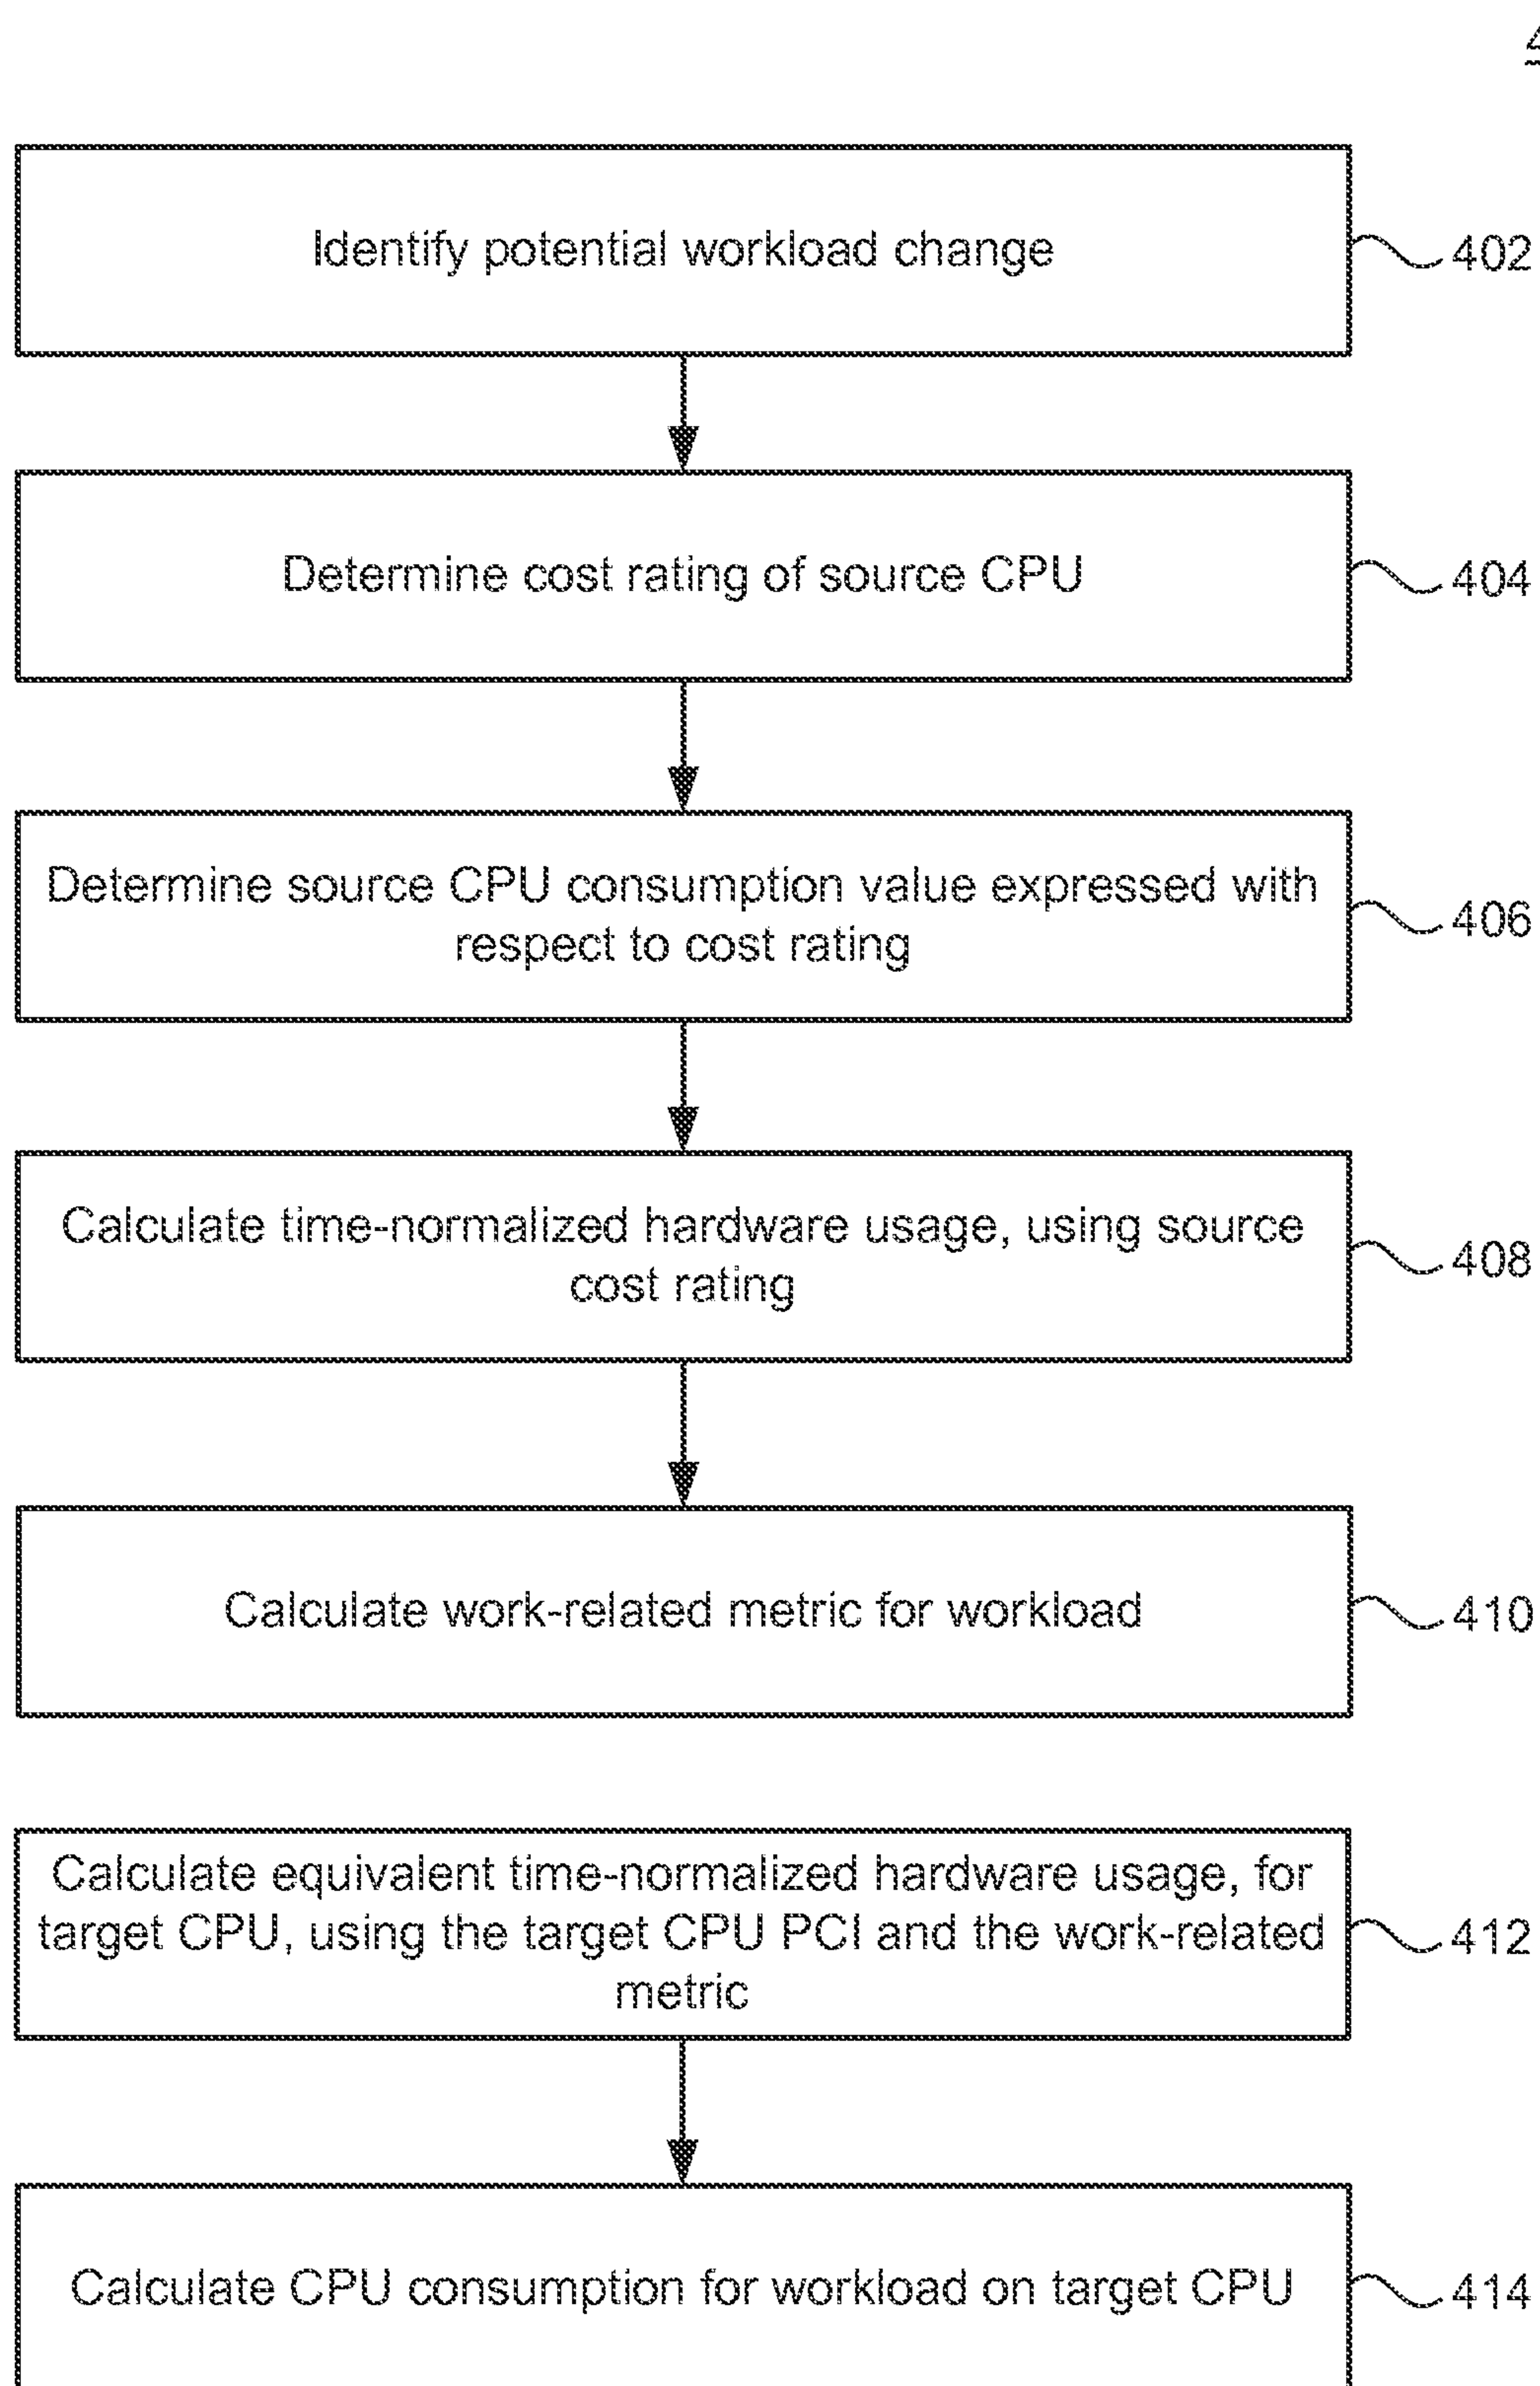 Identify potential workload change
402
Determine cost rating of source CPU
404
Determine source CPU consumption value expressed with
respect to cost rating
406
Calculate time-normalized hardware usage, using source
cost rating
408
Calculate work-related metric for workload
410
Calculate equivalent time-normalized hardware usage, for
target CPU, using the target CPU PCI and the work-related
metric
412
Calculate CPU consumption for workload on target CPU
414